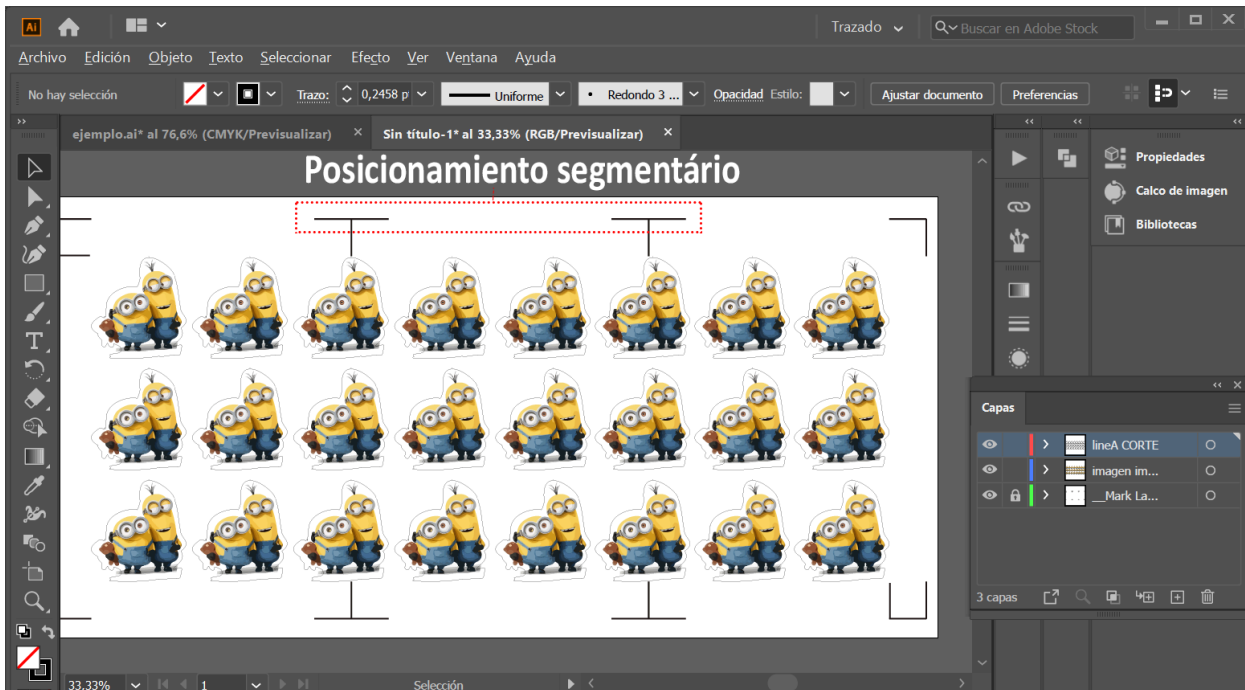 Ai
Trazado
Buscar en Adobe Stock
Archivo Edición Objeto Texto Seleccionar Efecto Ver Ventana Ayuda
No hay selección Trazo: 0,2458 p Uniforme Redondo 3 ... Opacidad Estilo: Ajustar documento Preferencias
ejemplo.ai* al 76,6% (CMYK/Previsualizar) × Sin título-1* al 33,33% (RGB/Previsualizar) ×
Posicionamiento segmentário
Propiedades
Calco de imagen
Bibliotecas
Capas
lineA CORTE
imagen im...
__Mark La...
3 capas
33,33% 1 Selección